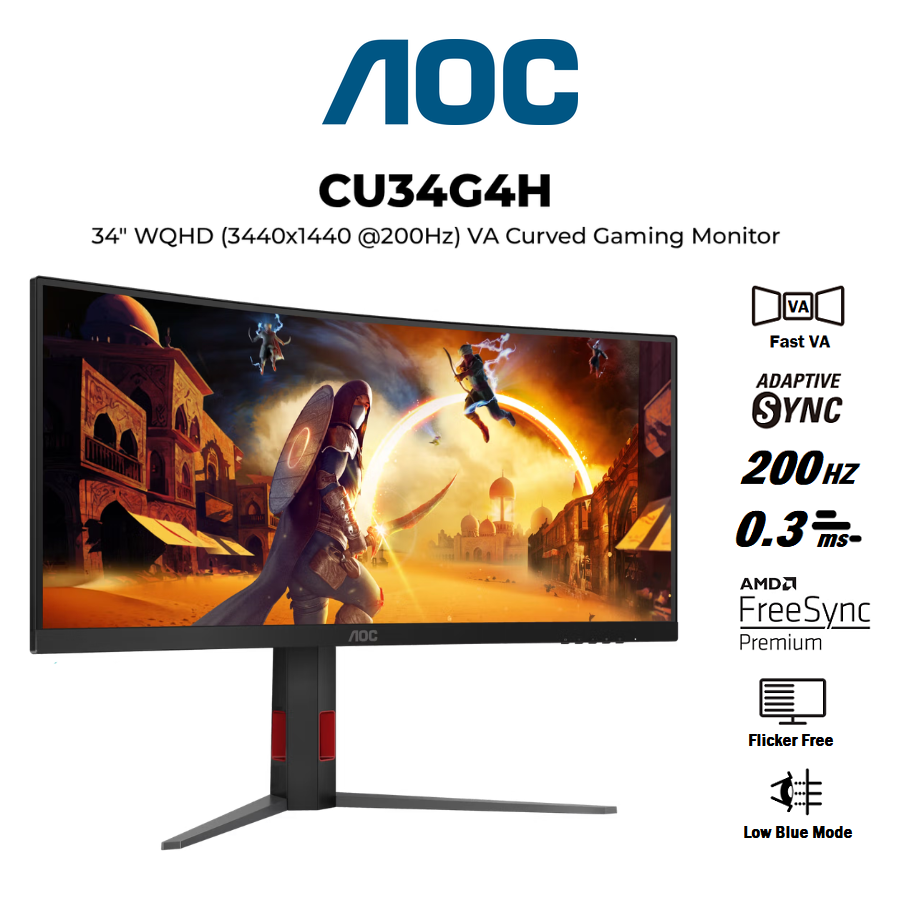 AOC
CU34G4H
34" WQHD (3440x1440 @200Hz) VA Curved Gaming Monitor
VA
Fast VA
ADAPTIVE
SYNC
200HZ
0.3ms
AMD
FreeSync
Premium
AOC
Flicker Free
Low Blue Mode